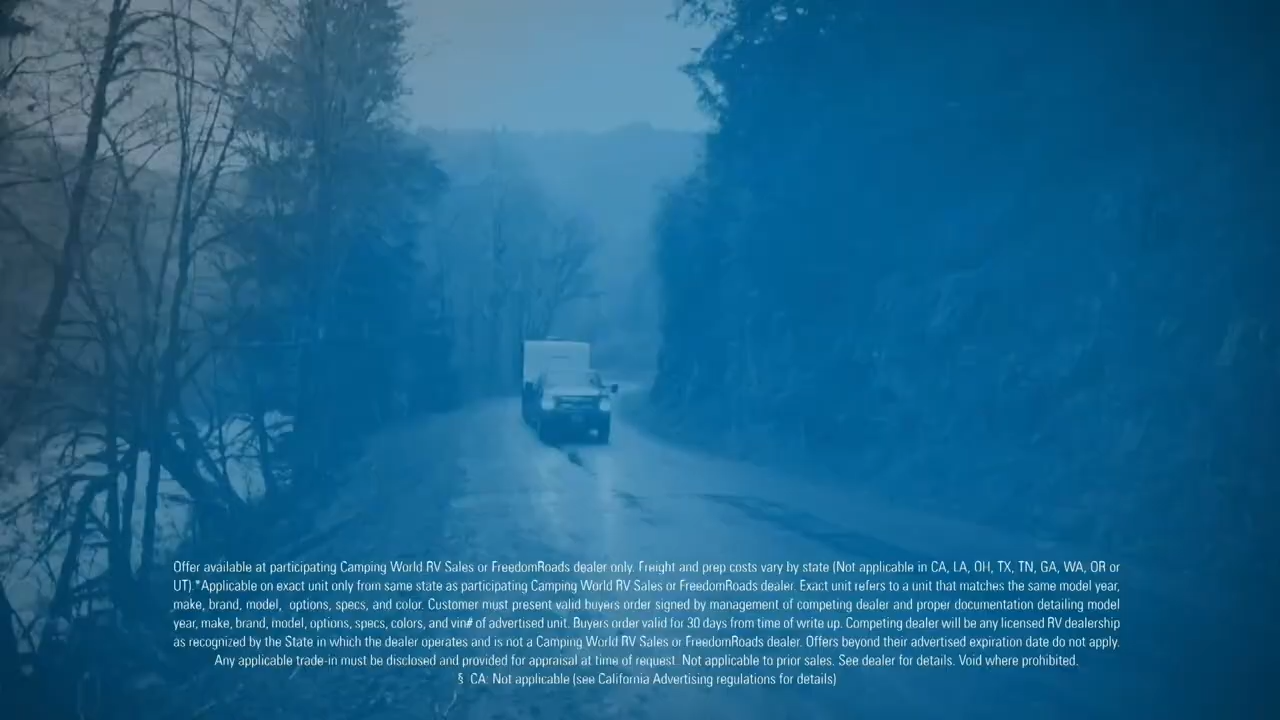 Offer available at participating Camping World RV Sales or FreedomRoads dealer only. Freight and prep costs vary by state (Not applicable in CA, LA, OH, TX, TN, GA, WA, OR or
UT).*Applicable on exact unit only from same state as participating Camping World RV Sales or FreedomRoads dealer. Exact unit refers to a unit that matches the same model year,
make, brand, model, options, specs, and color. Customer must present valid buyers order signed by management of competing dealer and proper documentation detailing model
year, make, brand, model, options, specs, colors, and vin# of advertised unit. Buyers order valid for 30 days from time of write up. Competing dealer will be any licensed RV dealership
as recognized by the State in which the dealer operates and is not a Camping World RV Sales or FreedomRoads dealer. Offers beyond their advertised expiration date do not apply.
Any applicable trade-in must be disclosed and provided for appraisal at time of request. Not applicable to prior sales. See dealer for details. Void where prohibited.
§ CA: Not applicable (see California Advertising regulations for details)